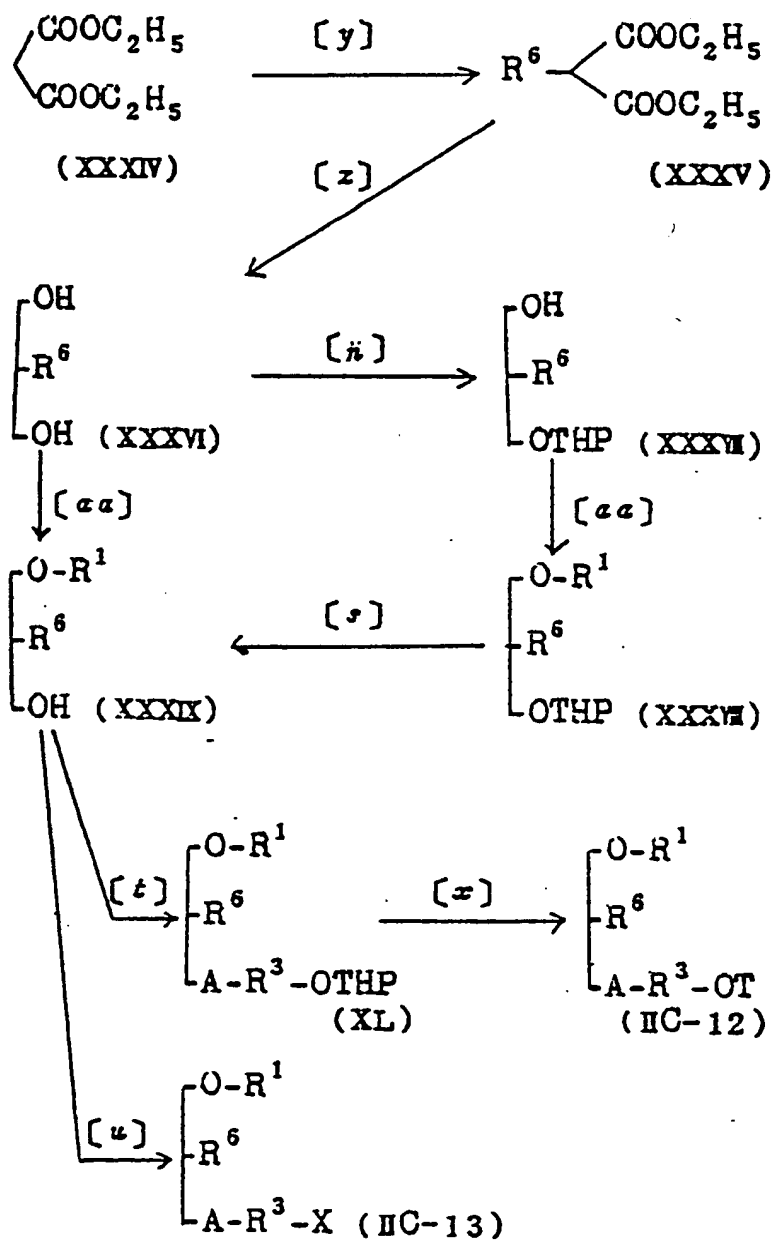 COOC₂H₅ [y] COOC₂H₅
R⁶
COOC₂H₅ COOC₂H₅
(XXXIV) [z] (XXXV)
OH OH
R⁶ [n̈] R⁶
OH (XXXVI) OTHP (XXXVII)
[aa] [aa]
O-R¹ O-R¹
R⁶ [s] R⁶
OH (XXXIX) OTHP (XXXVIII)
O-R¹ O-R¹
[t] R⁶ [x] R⁶
A-R³-OTHP A-R³-OT
(XL) (IIC-12)
O-R¹
[u] R⁶
A-R³-X (IIC-13)